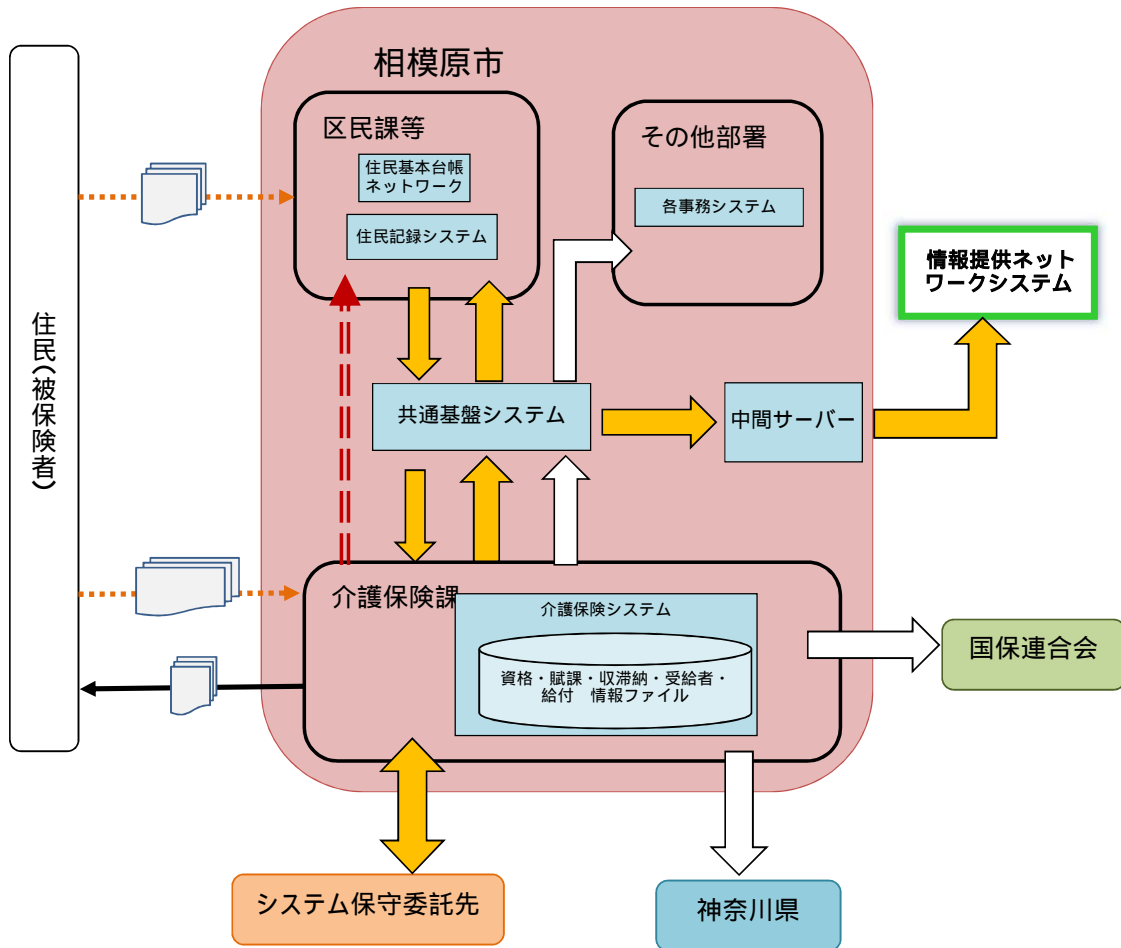 相模原市
区民課等
住民基本台帳
ネットワーク
住民記録システム
その他部署
各事務システム
情報提供ネット
ワークシステム
住民(被保険者)
共通基盤システム
中間サーバー
介護保険課
介護保険システム
資格・賦課・収滞納・受給者・
給付　情報ファイル
国保連合会
システム保守委託先
神奈川県